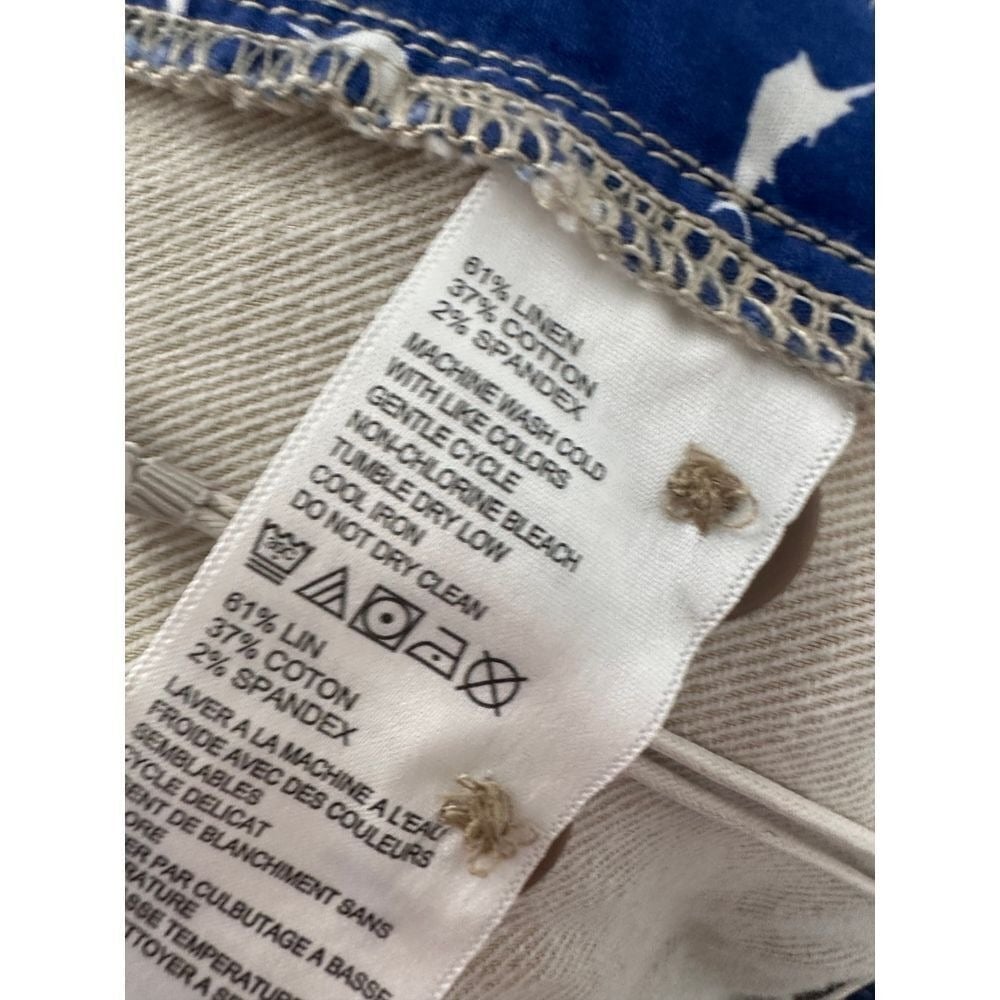 61% LINEN
37% COTTON
2% SPANDEX
MACHINE WASH COLD
WITH LIKE COLORS
GENTLE CYCLE
NON-CHLORINE BLEACH
TUMBLE DRY LOW
COOL IRON
DO NOT DRY CLEAN
61% LIN
37% COTON
2% SPANDEX
LAVER A LA MACHINE A L'EAU
FROIDE AVEC DES COULEURS
SEMBLABLES
CYCLE DELICAT
DE BLANCHIMENT SANS
PAR CULBUTAGE A BASSE
TEMPERATURE
A